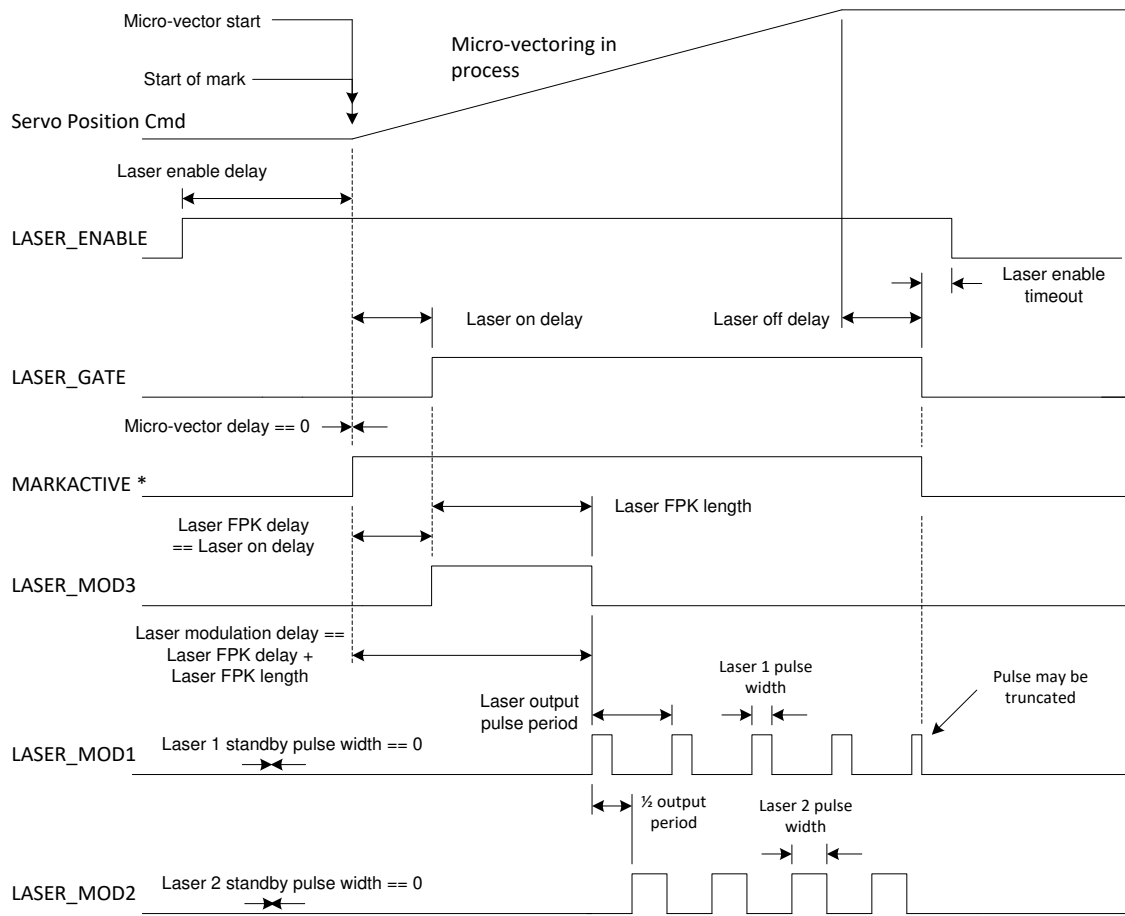 Micro-vector start
Micro-vectoring in
process
Start of mark
Servo Position Cmd
Laser enable delay
LASER_ENABLE
Laser enable
timeout
Laser on delay
Laser off delay
LASER_GATE
Micro-vector delay == 0
MARKACTIVE *
Laser FPK length
Laser FPK delay
== Laser on delay
LASER_MOD3
Laser modulation delay ==
Laser FPK delay +
Laser FPK length
Laser output
pulse period
Laser 1 pulse
width
Pulse may be
truncated
Laser 1 standby pulse width == 0
LASER_MOD1
½ output
period
Laser 2 pulse
width
Laser 2 standby pulse width == 0
LASER_MOD2